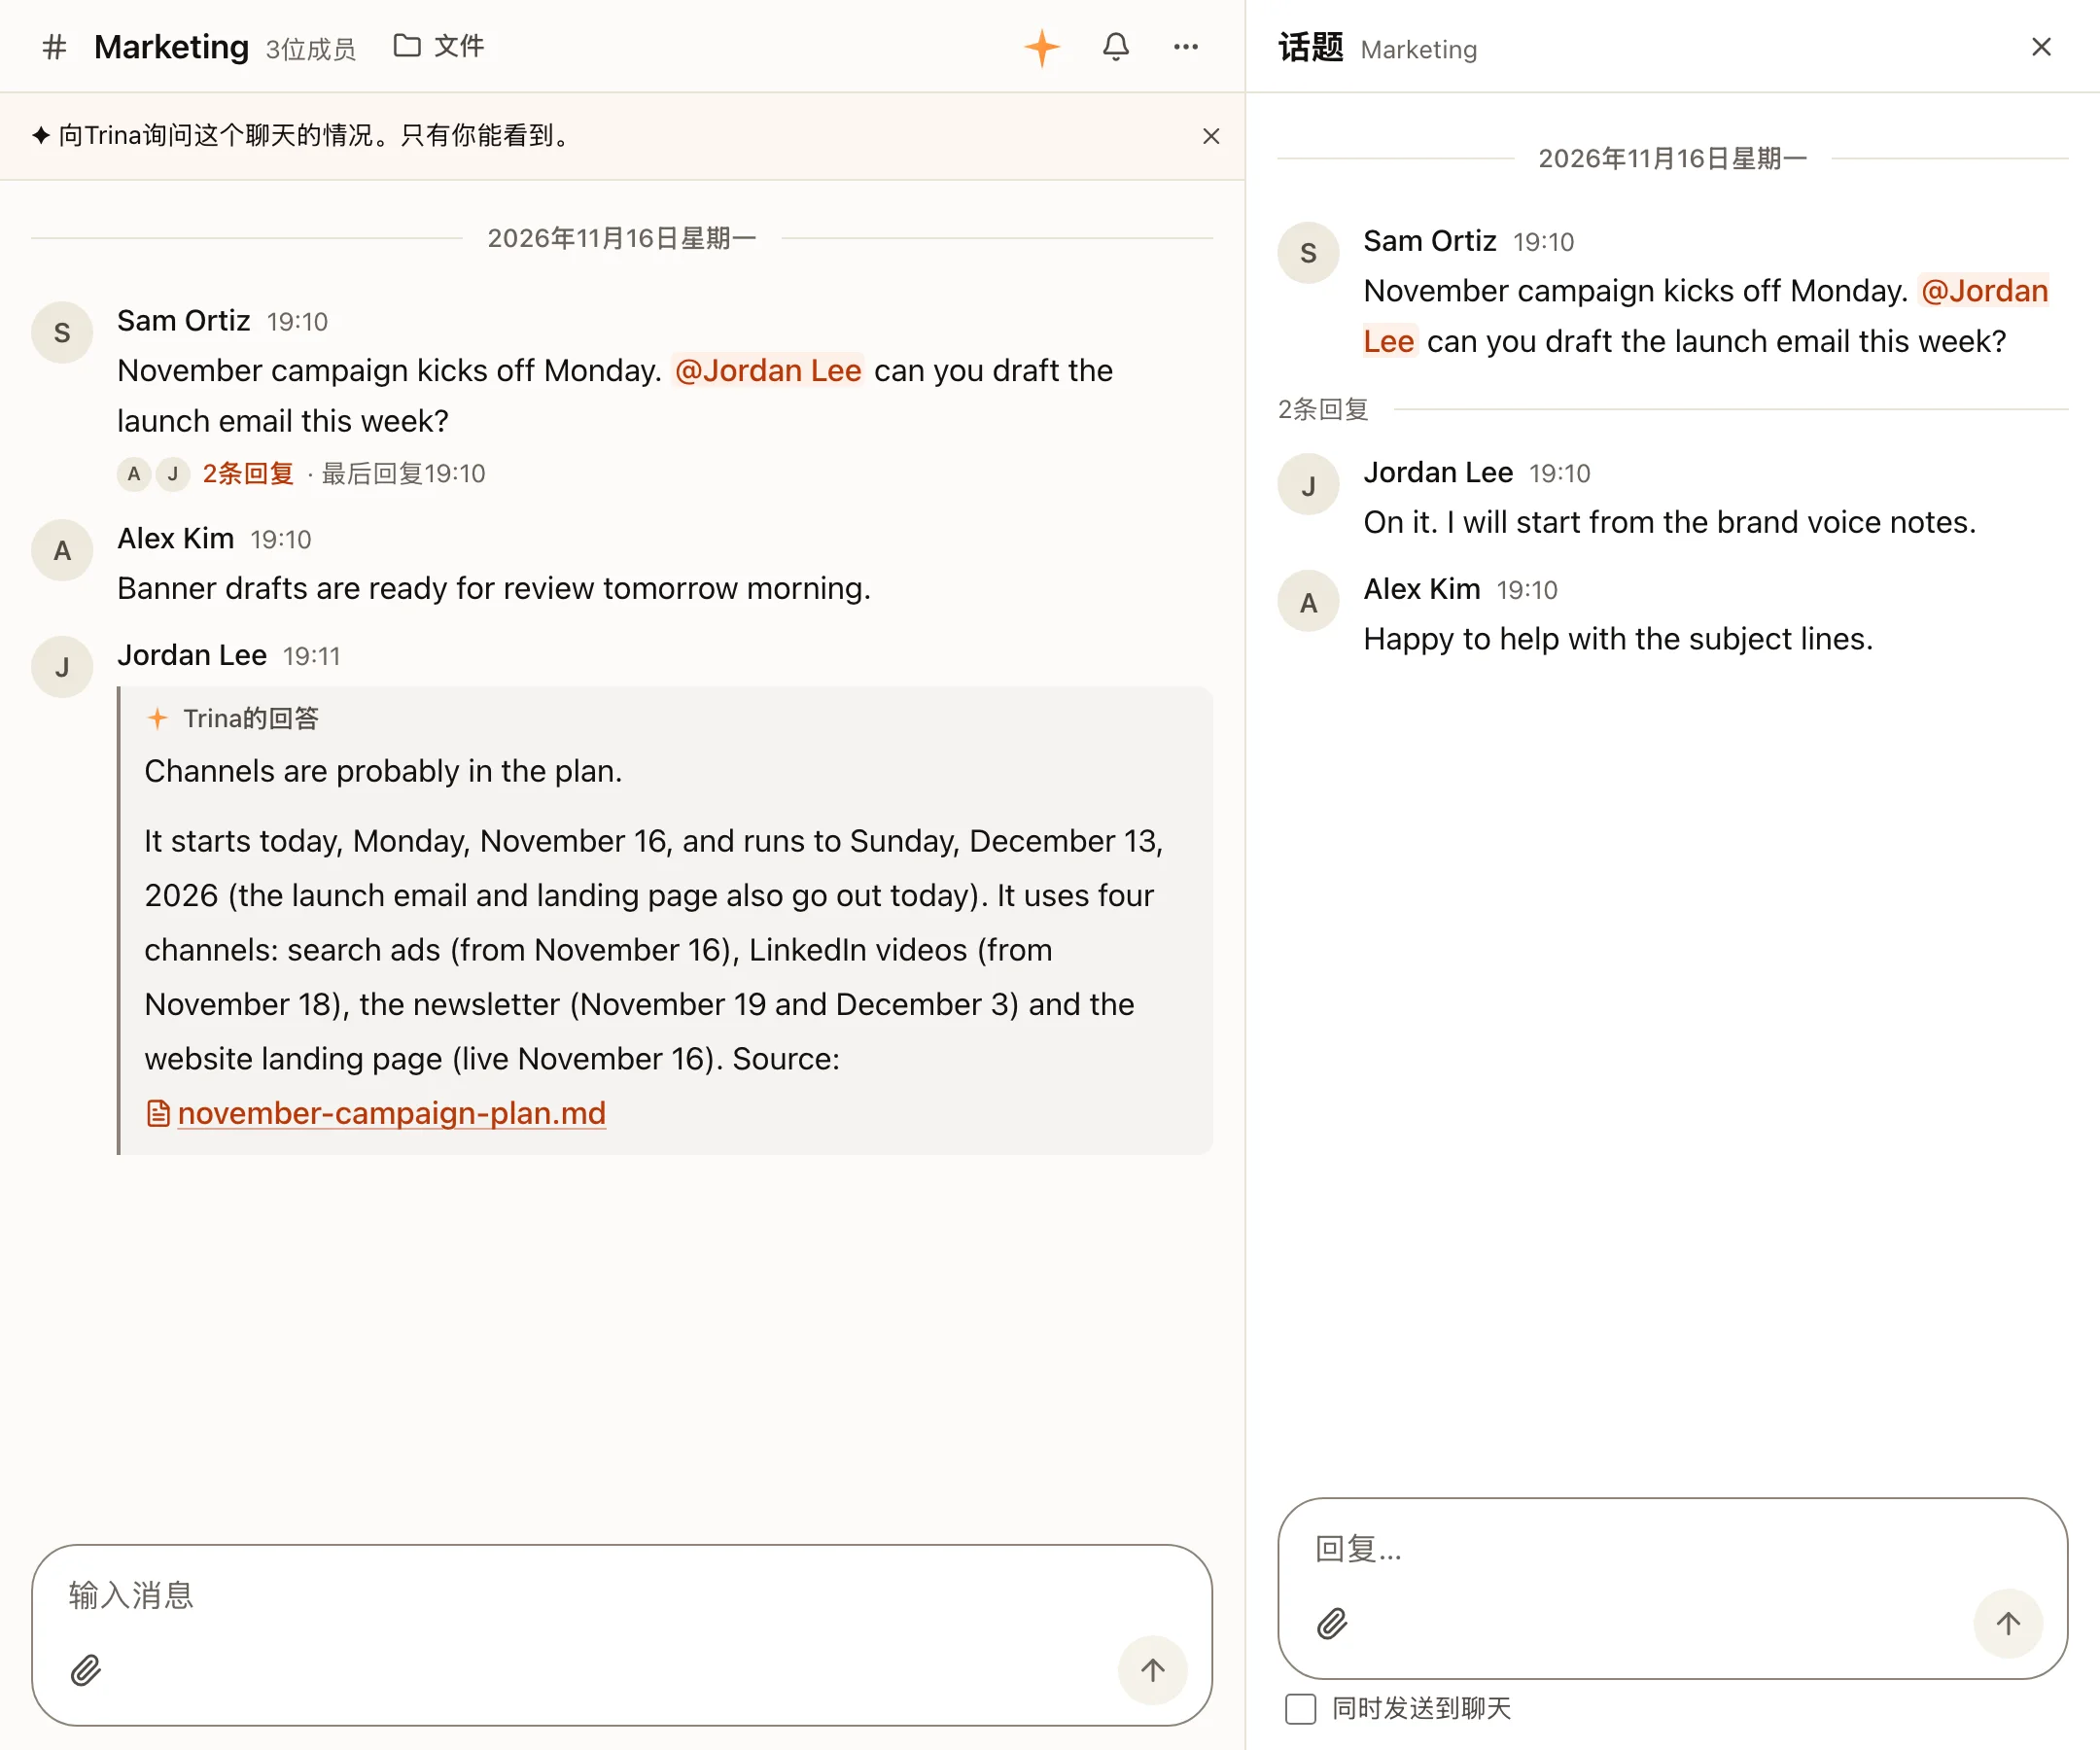 # Marketing 3位成员 文件
✦ 向Trina询问这个聊天的情况。只有你能看到。
2026年11月16日星期一
S
Sam Ortiz 19:10
November campaign kicks off Monday. @Jordan Lee can you draft the
launch email this week?
A J 2条回复 · 最后回复19:10
A
Alex Kim 19:10
Banner drafts are ready for review tomorrow morning.
J
Jordan Lee 19:11
Trina的回答
Channels are probably in the plan.
It starts today, Monday, November 16, and runs to Sunday, December 13,
2026 (the launch email and landing page also go out today). It uses four
channels: search ads (from November 16), LinkedIn videos (from
November 18), the newsletter (November 19 and December 3) and the
website landing page (live November 16). Source:
november-campaign-plan.md
输入消息
话题 Marketing
2026年11月16日星期一
S
Sam Ortiz 19:10
November campaign kicks off Monday. @Jordan
Lee can you draft the launch email this week?
2条回复
J
Jordan Lee 19:10
On it. I will start from the brand voice notes.
A
Alex Kim 19:10
Happy to help with the subject lines.
回复...
同时发送到聊天